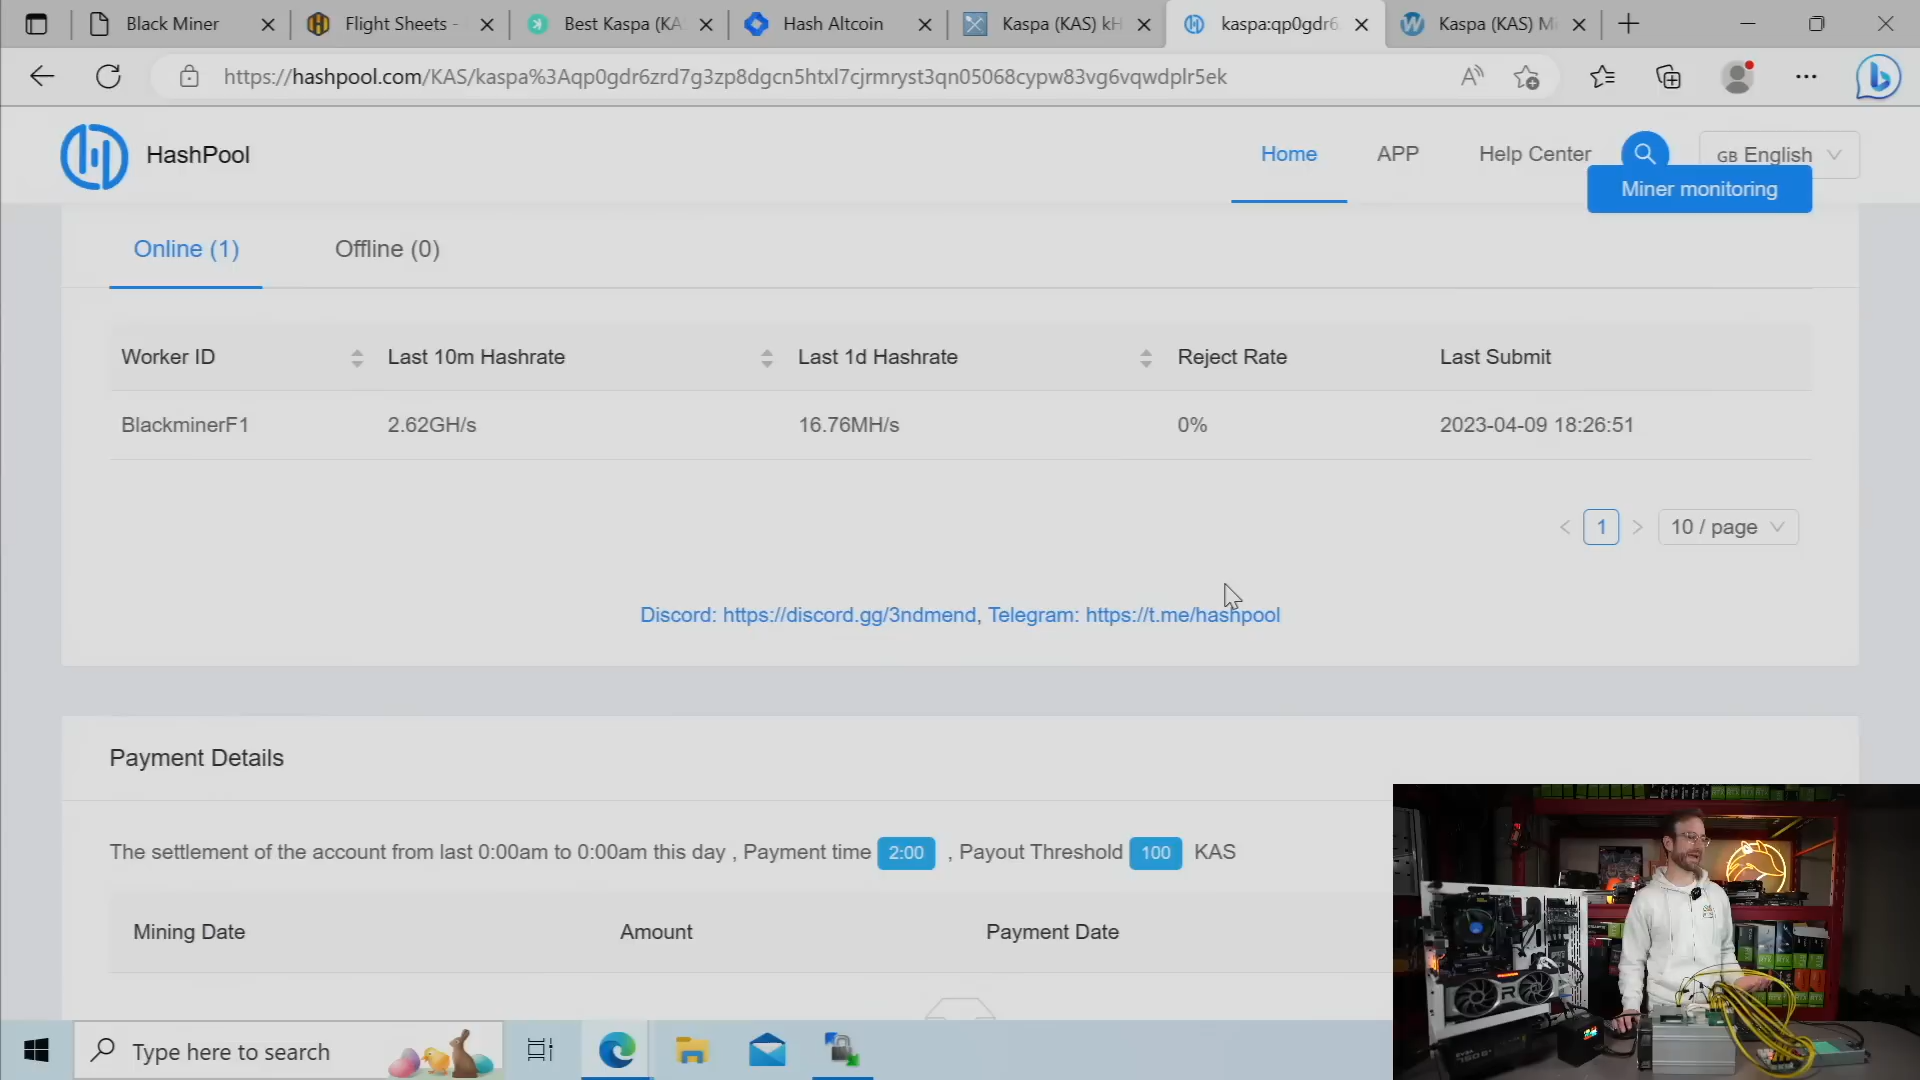 Black Miner
Flight Sheets -
Best Kaspa (KA
Hash Altcoin
Kaspa (KAS) kH
kaspa:qp0gdr6
Kaspa (KAS) Mi
https://hashpool.com/KAS/kaspa%3Aqp0gdr6zrd7g3zp8dgcn5htxl7cjrmryst3qn05068cypw83vg6vqwdplr5ek
HashPool
Home
APP
Help Center
GB English
Miner monitoring
Online (1)
Offline (0)
Worker ID
Last 10m Hashrate
Last 1d Hashrate
Reject Rate
Last Submit
BlackminerF1
2.62GH/s
16.76MH/s
0%
2023-04-09 18:26:51
< 1 >
10 / page
Discord: https://discord.gg/3ndmend, Telegram: https://t.me/hashpool
Payment Details
The settlement of the account from last 0:00am to 0:00am this day , Payment time 2:00 , Payout Threshold 100 KAS
Mining Date
Amount
Payment Date
Type here to search